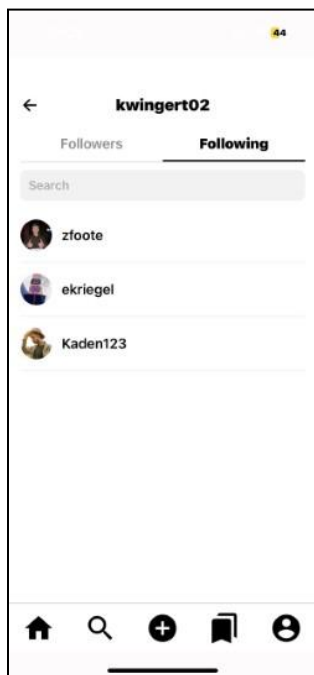 44
kwingert02
Followers Following
Search
zfoote
ekriegel
Kaden123